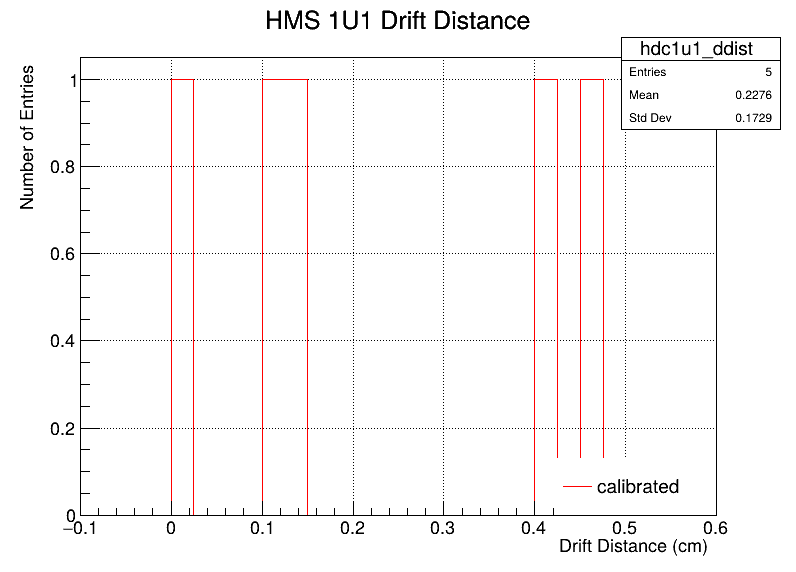 HMS 1U1 Drift Distance
hdc1u1_ddist
Entries 5
Mean 0.2276
Std Dev 0.1729
Number of Entries
1
0.8
0.6
0.4
0.2
0
−0.1 0 0.1 0.2 0.3 0.4 0.5 0.6
Drift Distance (cm)
calibrated